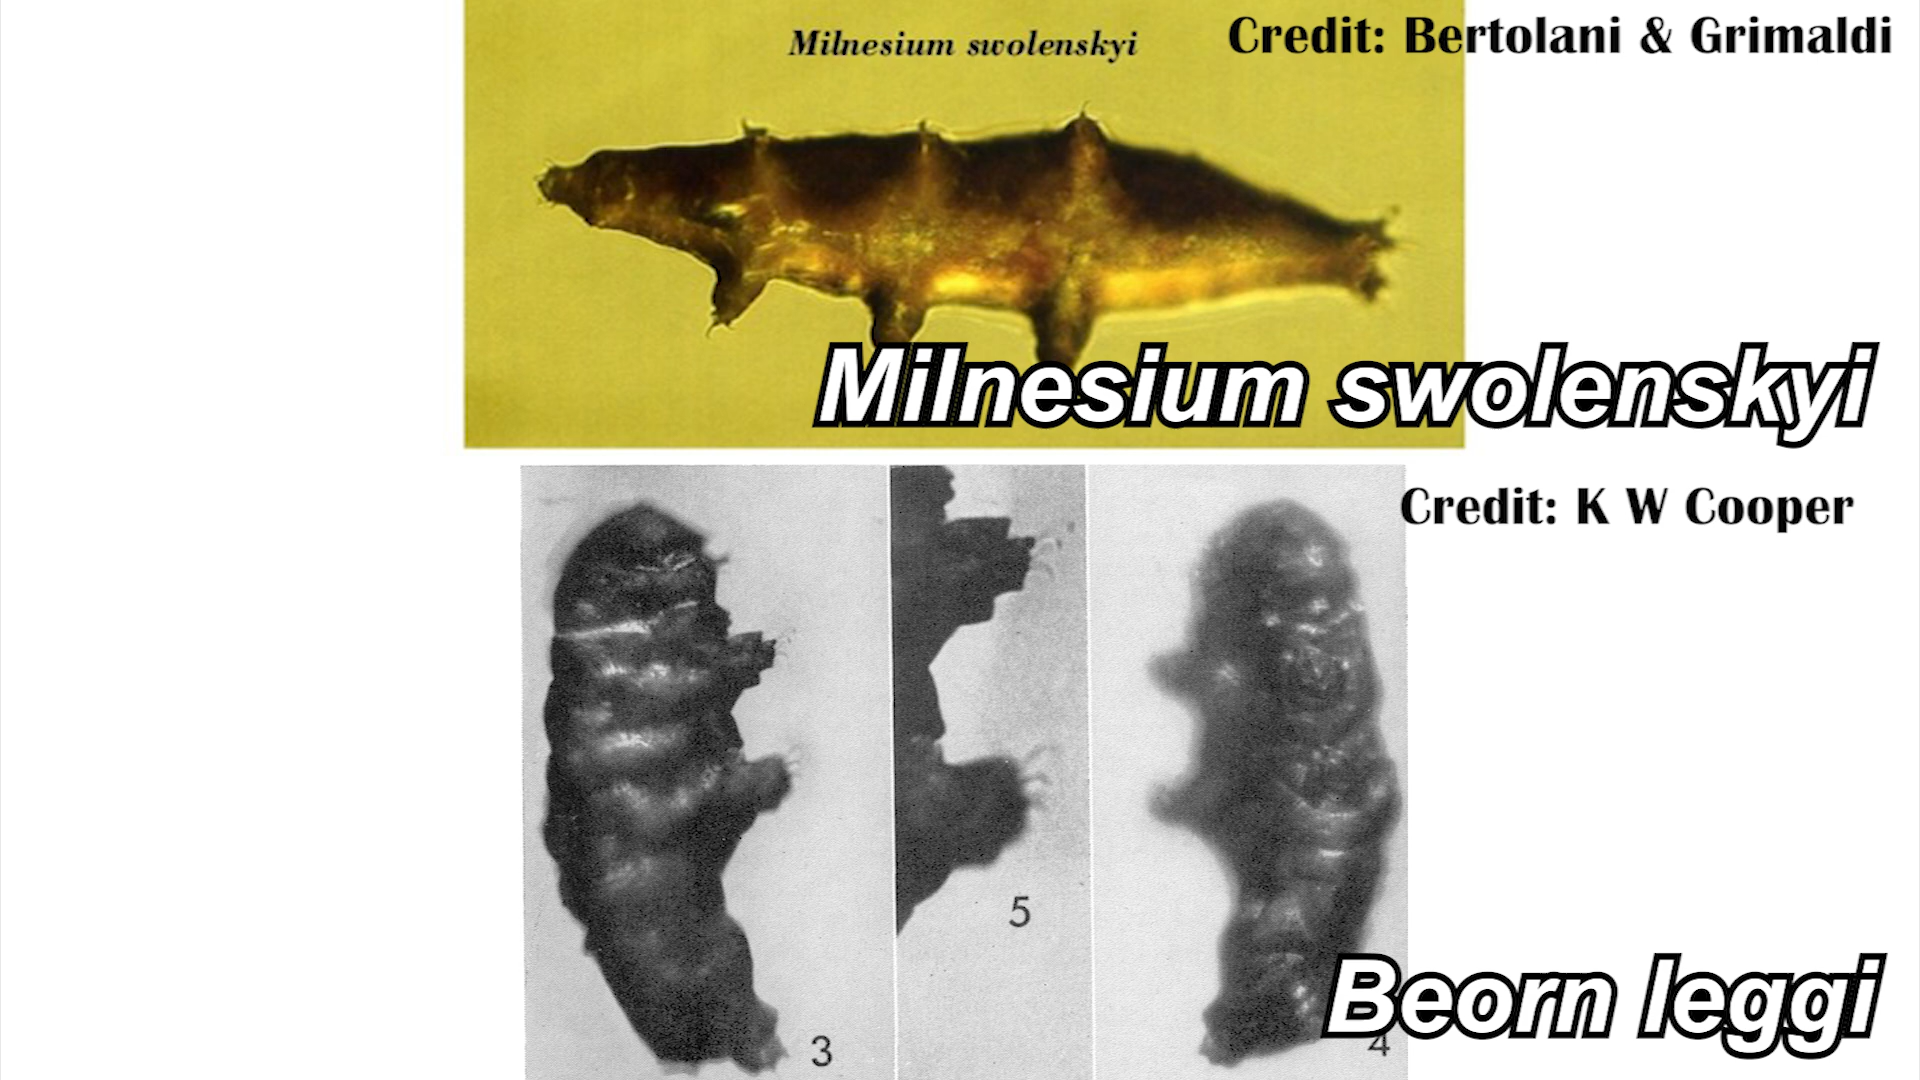 Milnesium swolenskyi
Credit: Bertolani & Grimaldi
Milnesium swolenskyi
Credit: K W Cooper
5
Beorn leggi
3
4